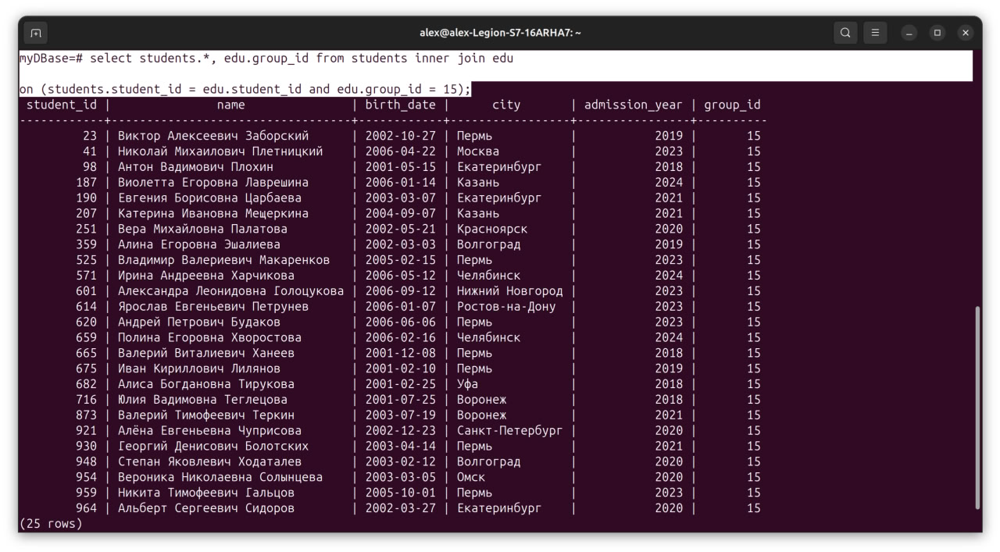 alex@alex-Legion-S7-16ARHA7: ~
myDBase=# select students.*, edu.group_id from students inner join edu
on (students.student_id = edu.student_id and edu.group_id = 15);
student_id | name | birth_date | city | admission_year | group_id
------------+----------------------------------+------------+-----------------+----------------+----------
23 | Виктор Алексеевич Заборский | 2002-10-27 | Пермь | 2019 | 15
41 | Николай Михаилович Плетницкий | 2006-04-22 | Москва | 2023 | 15
98 | Антон Вадимович Плохин | 2001-05-15 | Екатеринбург | 2018 | 15
187 | Виолетта Егоровна Лаврешина | 2006-01-14 | Казань | 2024 | 15
190 | Евгения Борисовна Царбаева | 2003-03-07 | Екатеринбург | 2021 | 15
207 | Катерина Ивановна Мещеркина | 2004-09-07 | Казань | 2021 | 15
251 | Вера Михайловна Палатова | 2002-05-21 | Красноярск | 2020 | 15
359 | Алина Егоровна Эшалиева | 2002-03-03 | Волгоград | 2019 | 15
525 | Владимир Валериевич Макаренков | 2005-02-15 | Пермь | 2023 | 15
571 | Ирина Андреевна Харчикова | 2006-05-12 | Челябинск | 2024 | 15
601 | Александра Леонидовна Голоцукова | 2006-09-12 | Нижний Новгород | 2023 | 15
614 | Ярослав Евгеньевич Петрунев | 2006-01-07 | Ростов-на-Дону | 2023 | 15
620 | Андрей Петрович Будаков | 2006-06-06 | Пермь | 2023 | 15
659 | Полина Егоровна Хворостова | 2006-02-16 | Челябинск | 2024 | 15
665 | Валерий Виталиевич Ханеев | 2001-12-08 | Пермь | 2018 | 15
675 | Иван Кириллович Лилянов | 2001-02-10 | Пермь | 2019 | 15
682 | Алиса Богдановна Тирукова | 2001-02-25 | Уфа | 2018 | 15
716 | Юлия Вадимовна Теглецова | 2001-07-25 | Воронеж | 2018 | 15
873 | Валерий Тимофеевич Теркин | 2003-07-19 | Воронеж | 2021 | 15
921 | Алёна Евгеньевна Чуприсова | 2002-12-23 | Санкт-Петербург | 2020 | 15
930 | Георгий Денисович Болотских | 2003-04-14 | Пермь | 2021 | 15
948 | Степан Яковлевич Ходаталев | 2003-02-12 | Волгоград | 2020 | 15
954 | Вероника Николаевна Солынцева | 2003-03-05 | Омск | 2020 | 15
959 | Никита Тимофеевич Гальцов | 2005-10-01 | Пермь | 2023 | 15
964 | Альберт Сергеевич Сидоров | 2002-03-27 | Екатеринбург | 2020 | 15
(25 rows)